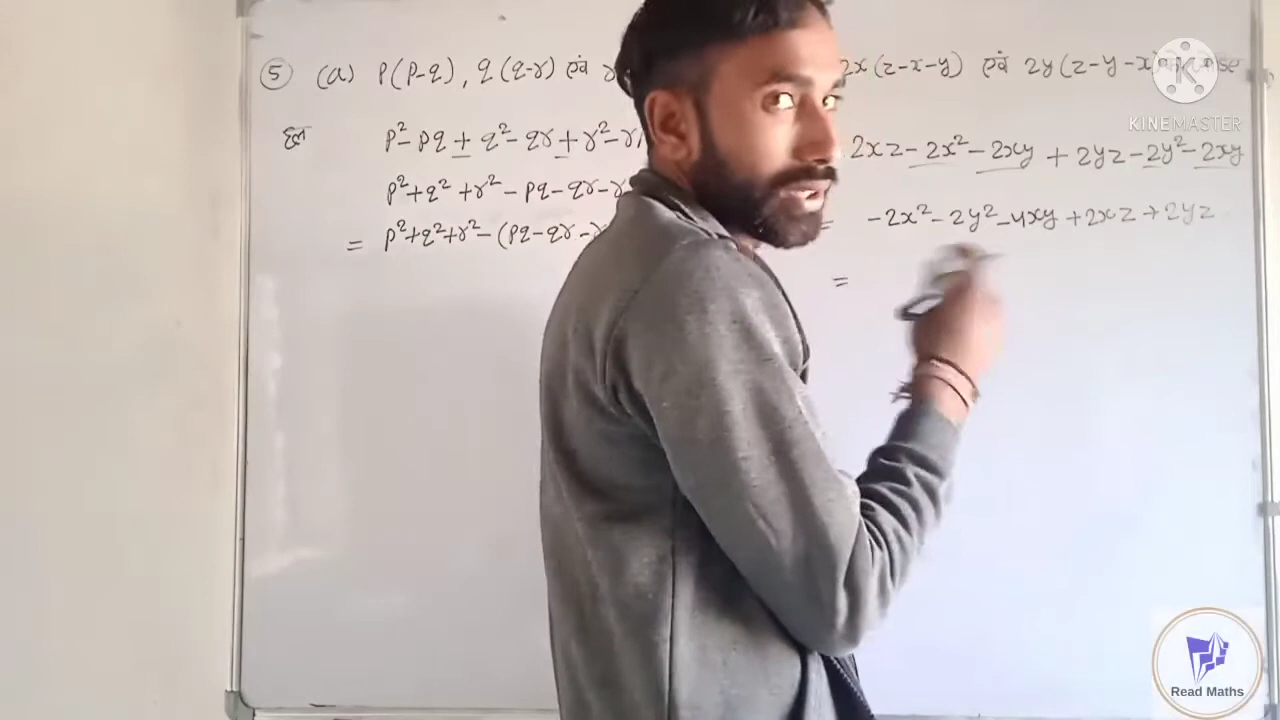 ⑤ (a) P(P-q), q(q-r) एवं r
2x(z-x-y) एवं 2y(z-y-x)
हल P²-Pq+q²-qr+r²-r
P²+q²+r²-Pq-qr-r
= P²+q²+r²-(Pq-qr-r
2xz-2x²-2xy+2yz-2y²-2xy
= -2x²-2y²-4xy+2xz+2yz
=
KINEMASTER
Read Maths